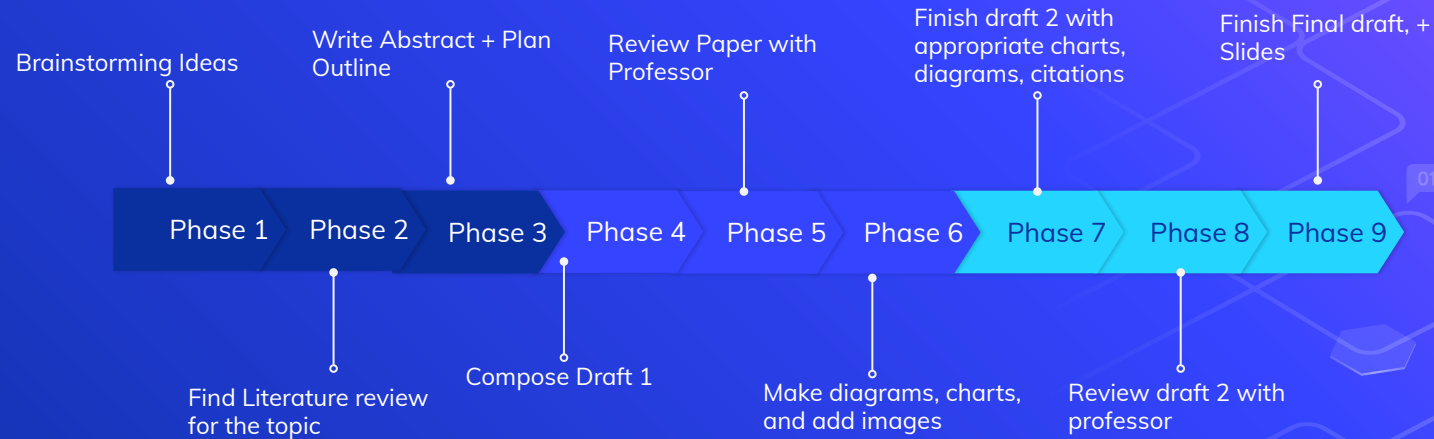 Brainstorming Ideas
Write Abstract + Plan
Outline
Review Paper with
Professor
Finish draft 2 with
appropriate charts,
diagrams, citations
Finish Final draft, +
Slides
Phase 1
Phase 2
Phase 3
Phase 4
Phase 5
Phase 6
Phase 7
Phase 8
Phase 9
01
Find Literature review
for the topic
Compose Draft 1
Make diagrams, charts,
and add images
Review draft 2 with
professor